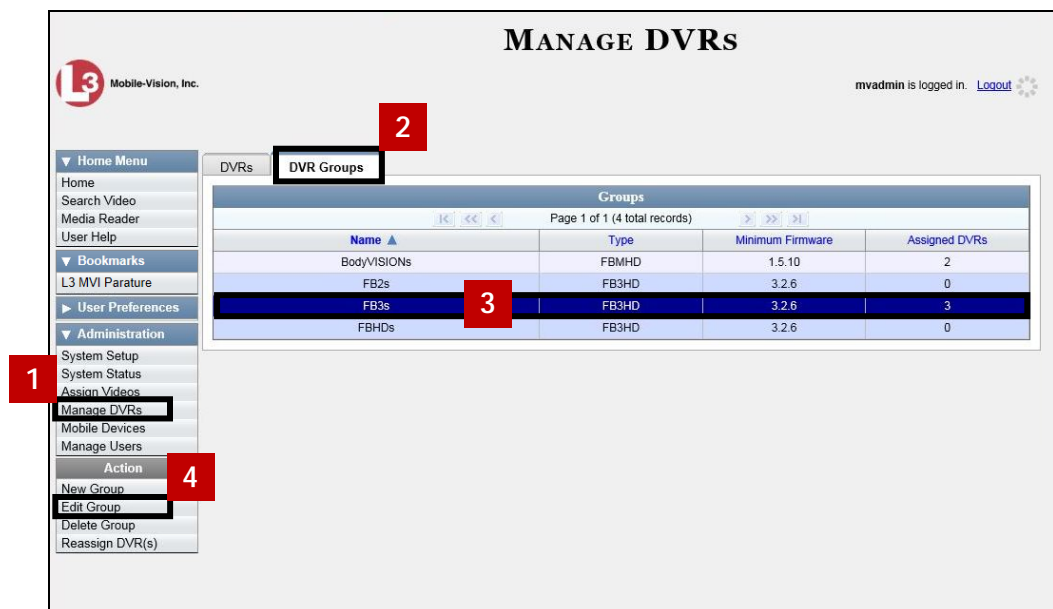 MANAGE DVRS
L3 Mobile-Vision, Inc.
mvadmin is logged in. Logout
2
▼ Home Menu
Home
Search Video
Media Reader
User Help
▼ Bookmarks
L3 MVI Parature
▶ User Preferences
▼ Administration
System Setup
System Status
1
Assign Videos
Manage DVRs
Mobile Devices
Manage Users
Action
4
New Group
Edit Group
Delete Group
Reassign DVR(s)
DVRs DVR Groups
Groups
|< << < Page 1 of 1 (4 total records) > >> >|
Name ▲ Type Minimum Firmware Assigned DVRs
BodyVISIONs FBMHD 1.5.10 2
FB2s FB3HD 3.2.6 0
FB3s 3 FB3HD 3.2.6 3
FBHDs FB3HD 3.2.6 0